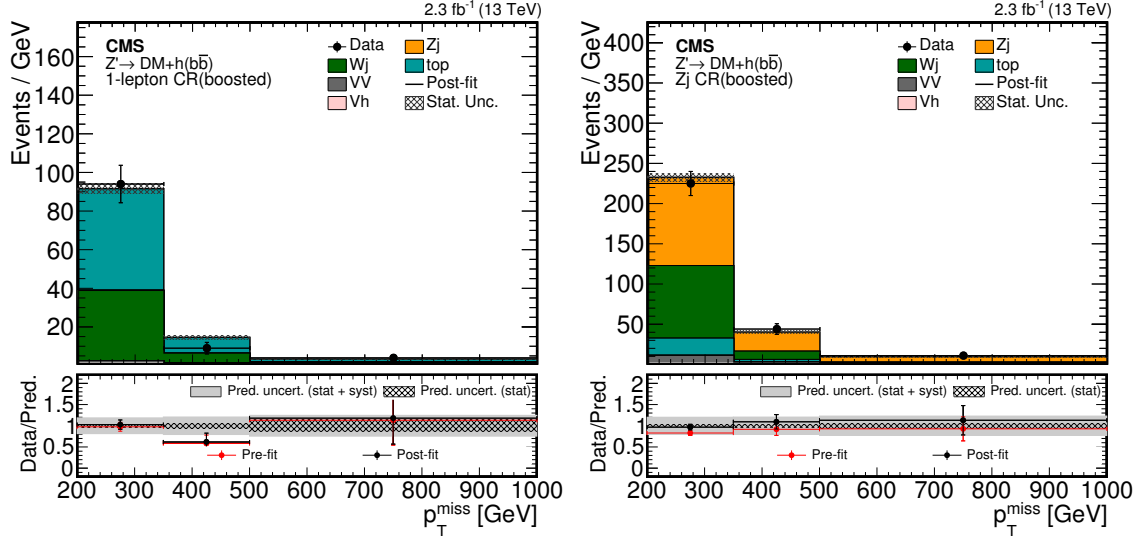 2.3 fb⁻¹ (13 TeV)
CMS
Z'→ DM+h(bb̄)
1-lepton CR(boosted)
Data
Zj
Wj
top
VV
Post-fit
Vh
Stat. Unc.
Events / GeV
160
140
120
100
80
60
40
20
Pred. uncert. (stat + syst)
Pred. uncert. (stat)
Data/Pred.
2
1.5
1
0.5
0
Pre-fit
Post-fit
200 300 400 500 600 700 800 900 1000
p_T^miss [GeV]
2.3 fb⁻¹ (13 TeV)
CMS
Z'→ DM+h(bb̄)
Zj CR(boosted)
Data
Zj
Wj
top
VV
Post-fit
Vh
Stat. Unc.
Events / GeV
400
350
300
250
200
150
100
50
Pred. uncert. (stat + syst)
Pred. uncert. (stat)
Data/Pred.
2
1.5
1
0.5
0
Pre-fit
Post-fit
200 300 400 500 600 700 800 900 1000
p_T^miss [GeV]